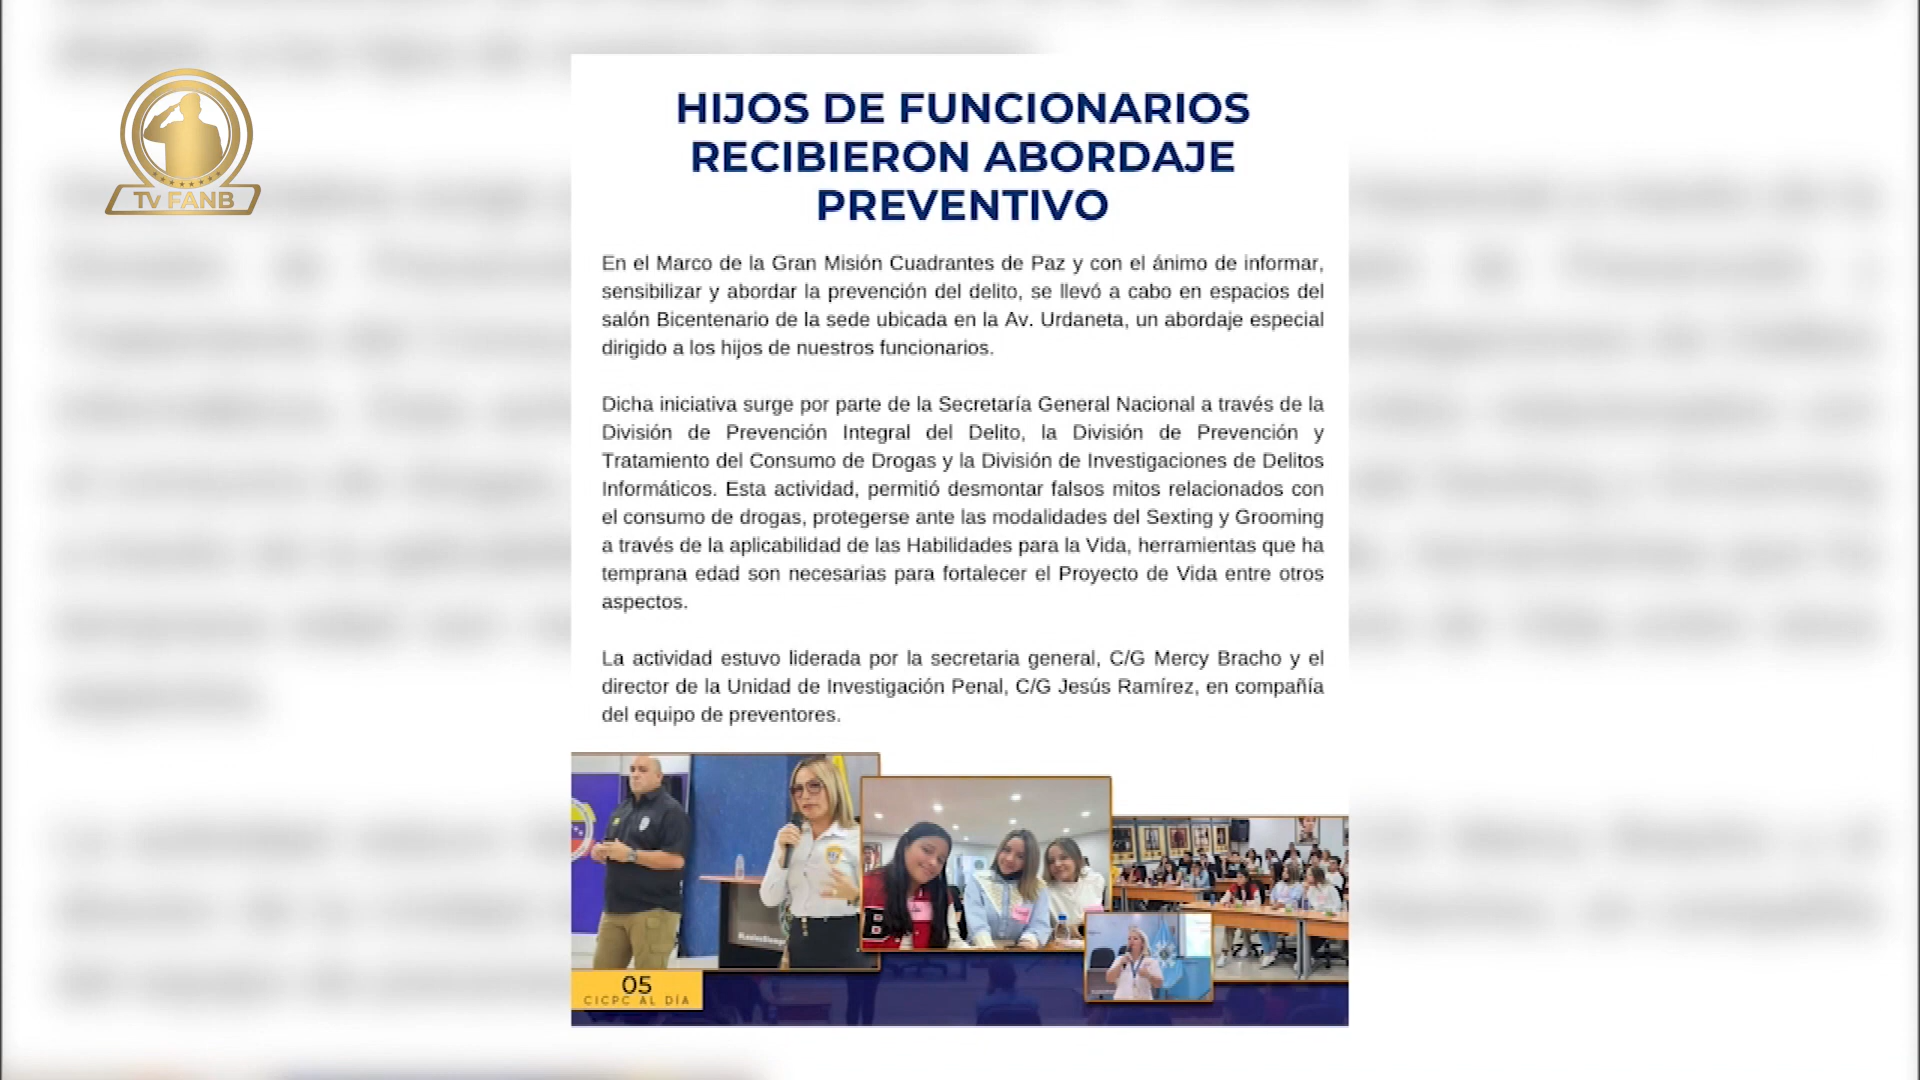 TV FANB
HIJOS DE FUNCIONARIOS
RECIBIERON ABORDAJE
PREVENTIVO
En el Marco de la Gran Misión Cuadrantes de Paz y con el ánimo de informar,
sensibilizar y abordar la prevención del delito, se llevó a cabo en espacios del
salón Bicentenario de la sede ubicada en la Av. Urdaneta, un abordaje especial
dirigido a los hijos de nuestros funcionarios.
Dicha iniciativa surge por parte de la Secretaría General Nacional a través de la
División de Prevención Integral del Delito, la División de Prevención y
Tratamiento del Consumo de Drogas y la División de Investigaciones de Delitos
Informáticos. Esta actividad, permitió desmontar falsos mitos relacionados con
el consumo de drogas, protegerse ante las modalidades del Sexting y Grooming
a través de la aplicabilidad de las Habilidades para la Vida, herramientas que ha
temprana edad son necesarias para fortalecer el Proyecto de Vida entre otros
aspectos.
La actividad estuvo liderada por la secretaria general, C/G Mercy Bracho y el
director de la Unidad de Investigación Penal, C/G Jesús Ramírez, en compañía
del equipo de preventores.
B
05
CICPC AL DÍA